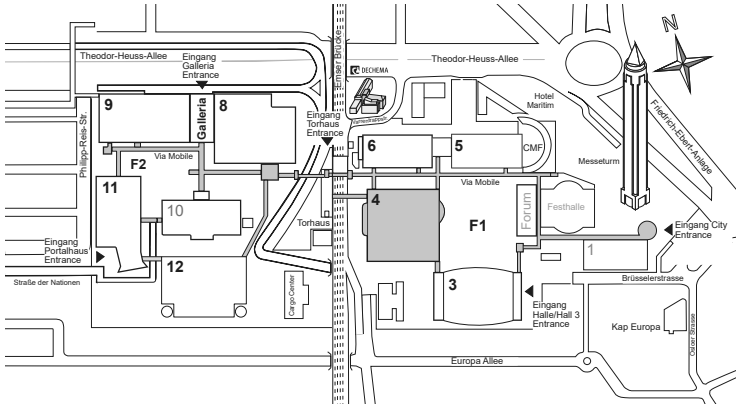 N
Theodor-Heuss-Allee
Eingang
Galleria
Entrance
Emser Brücke
DECHEMA
Theodor-Heuss-Allee
Hotel
Maritim
Friedrich-Ebert-Anlage
Philipp-Reis-Str.
9
Galleria
8
Eingang
Torhaus
Entrance
6
5
CMF
Messeturm
Via Mobile
F2
Via Mobile
11
10
4
F1
Forum
Festhalle
Torhaus
Eingang City
Entrance
1
Eingang
Portalhaus
Entrance
12
Straße der Nationen
Cargo Center
3
Brüsselerstrasse
Eingang
Halle/Hall 3
Entrance
Kap Europa
Osloer Strasse
Europa Allee